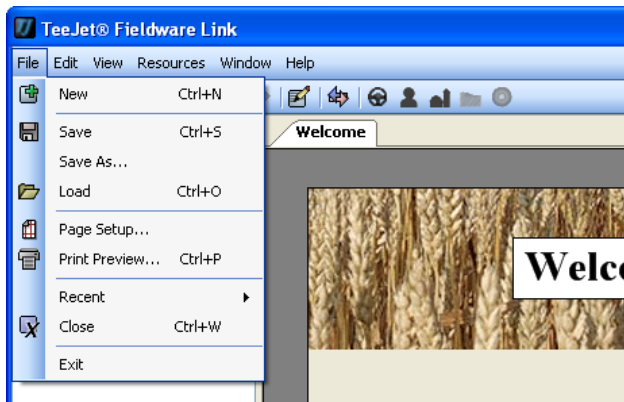 TeeJet® Fieldware Link
File Edit View Resources Window Help
New Ctrl+N
Save Ctrl+S
Save As...
Load Ctrl+O
Page Setup...
Print Preview... Ctrl+P
Recent
Close Ctrl+W
Exit
Welcome